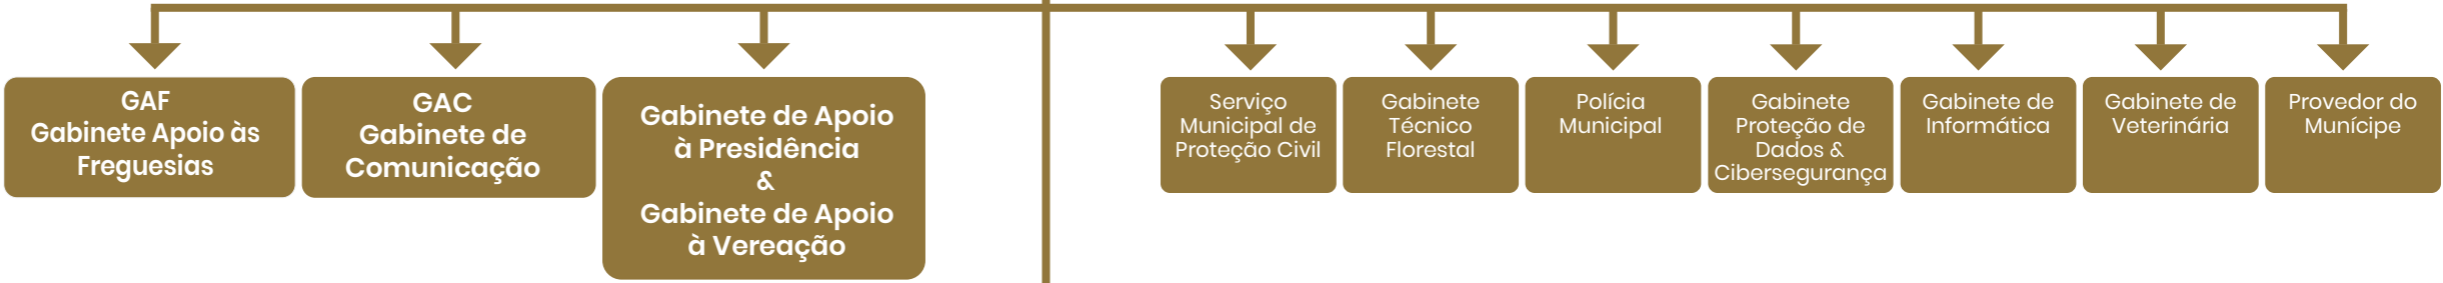 GAF
Gabinete Apoio às
Freguesias
GAC
Gabinete de
Comunicação
Gabinete de Apoio
à Presidência
&
Gabinete de Apoio
à Vereação
Serviço
Municipal de
Proteção Civil
Gabinete
Técnico
Florestal
Polícia
Municipal
Gabinete
Proteção de
Dados &
Cibersegurança
Gabinete de
Informática
Gabinete de
Veterinária
Provedor do
Munícipe